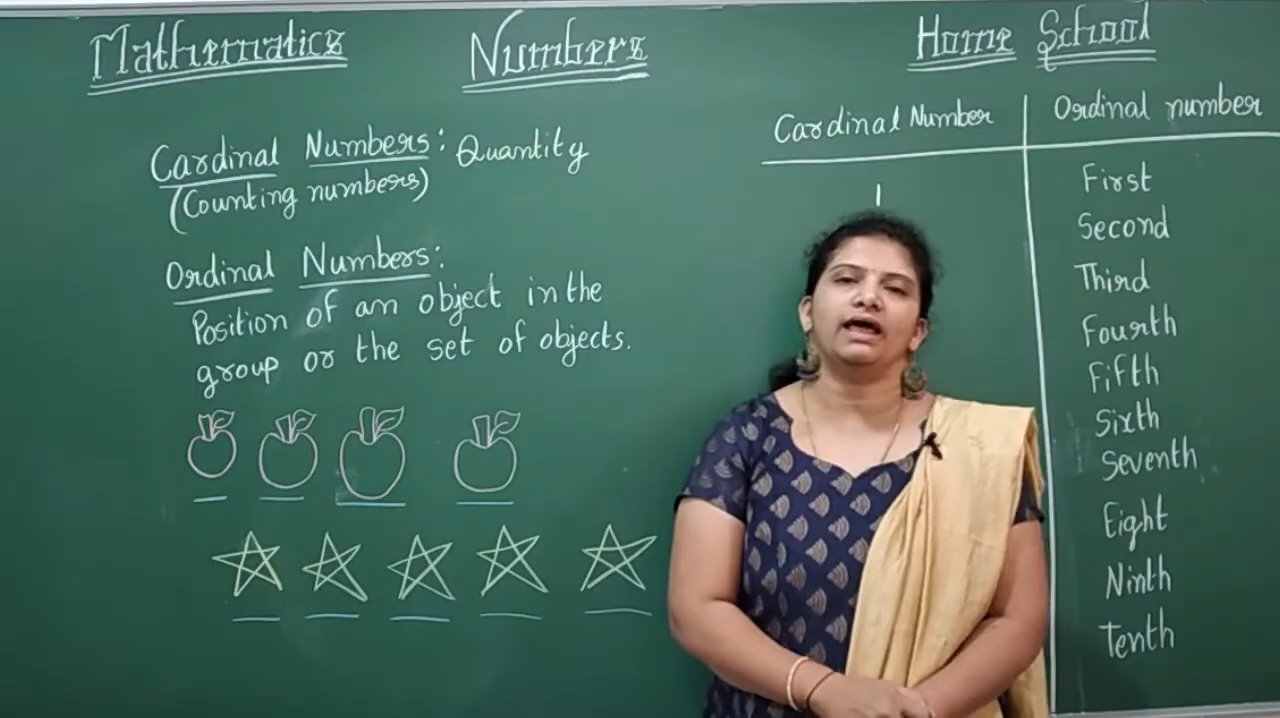 Mathematics Numbers Home School
Cardinal Numbers: Quantity
(Counting numbers)
Ordinal Numbers:
Position of an object in the
group or the set of objects.
Cardinal Number Ordinal number
1 First
Second
Third
Fourth
Fifth
Sixth
Seventh
Eight
Ninth
Tenth